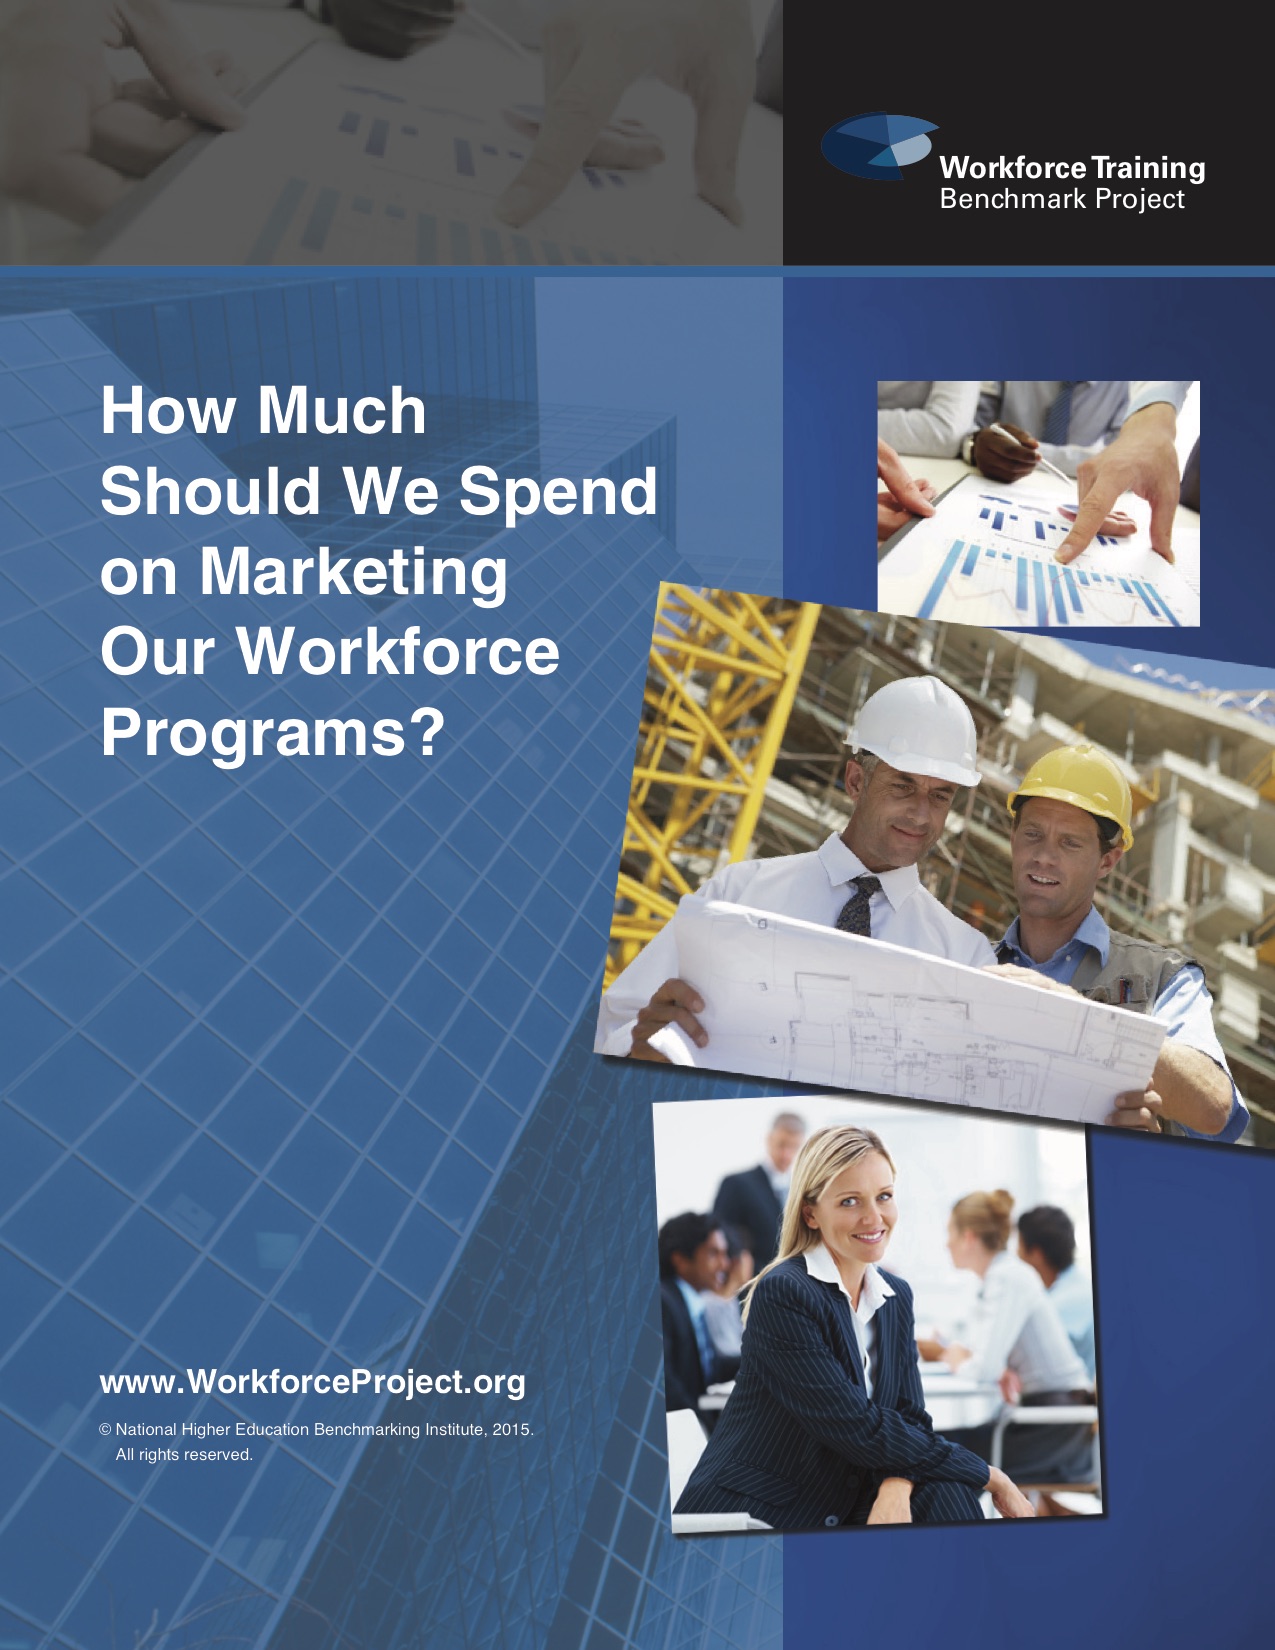 Workforce Training
Benchmark Project
How Much
Should We Spend
on Marketing
Our Workforce
Programs?
www.WorkforceProject.org
© National Higher Education Benchmarking Institute, 2015.
All rights reserved.